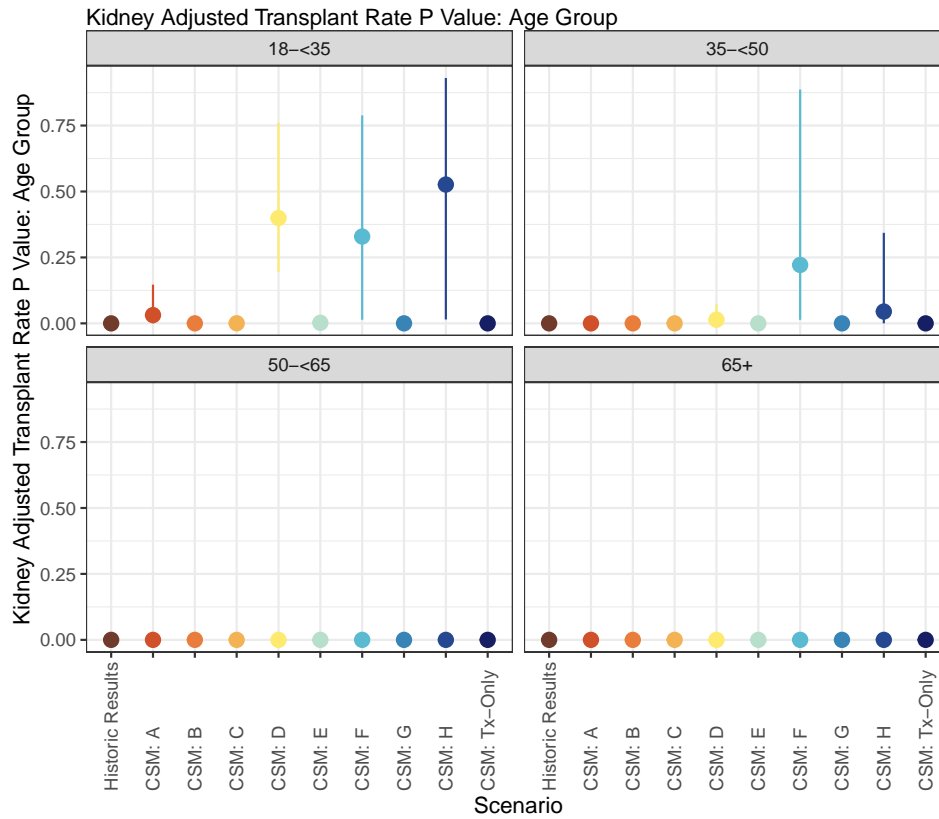 Kidney Adjusted Transplant Rate P Value: Age Group
18−<35
35−<50
0.75
0.50
0.25
0.00
50−<65
65+
0.75
0.50
0.25
0.00
Kidney Adjusted Transplant Rate P Value: Age Group
Historic Results
CSM: A
CSM: B
CSM: C
CSM: D
CSM: E
CSM: F
CSM: G
CSM: H
CSM: Tx−Only
Historic Results
CSM: A
CSM: B
CSM: C
CSM: D
CSM: E
CSM: F
CSM: G
CSM: H
CSM: Tx−Only
Scenario